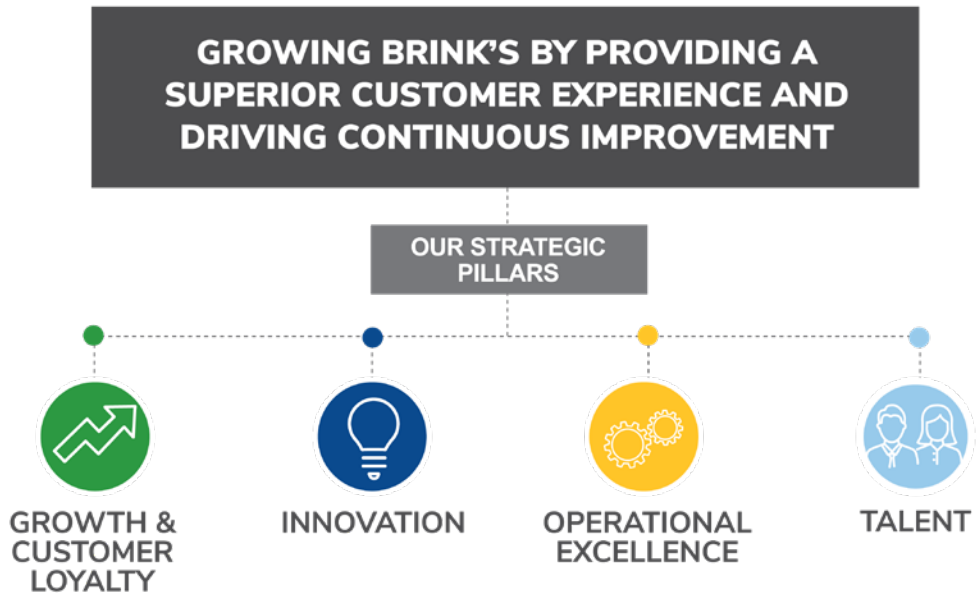 GROWING BRINK’S BY PROVIDING A
SUPERIOR CUSTOMER EXPERIENCE AND
DRIVING CONTINUOUS IMPROVEMENT
OUR STRATEGIC
PILLARS
GROWTH &
CUSTOMER
LOYALTY
INNOVATION
OPERATIONAL
EXCELLENCE
TALENT